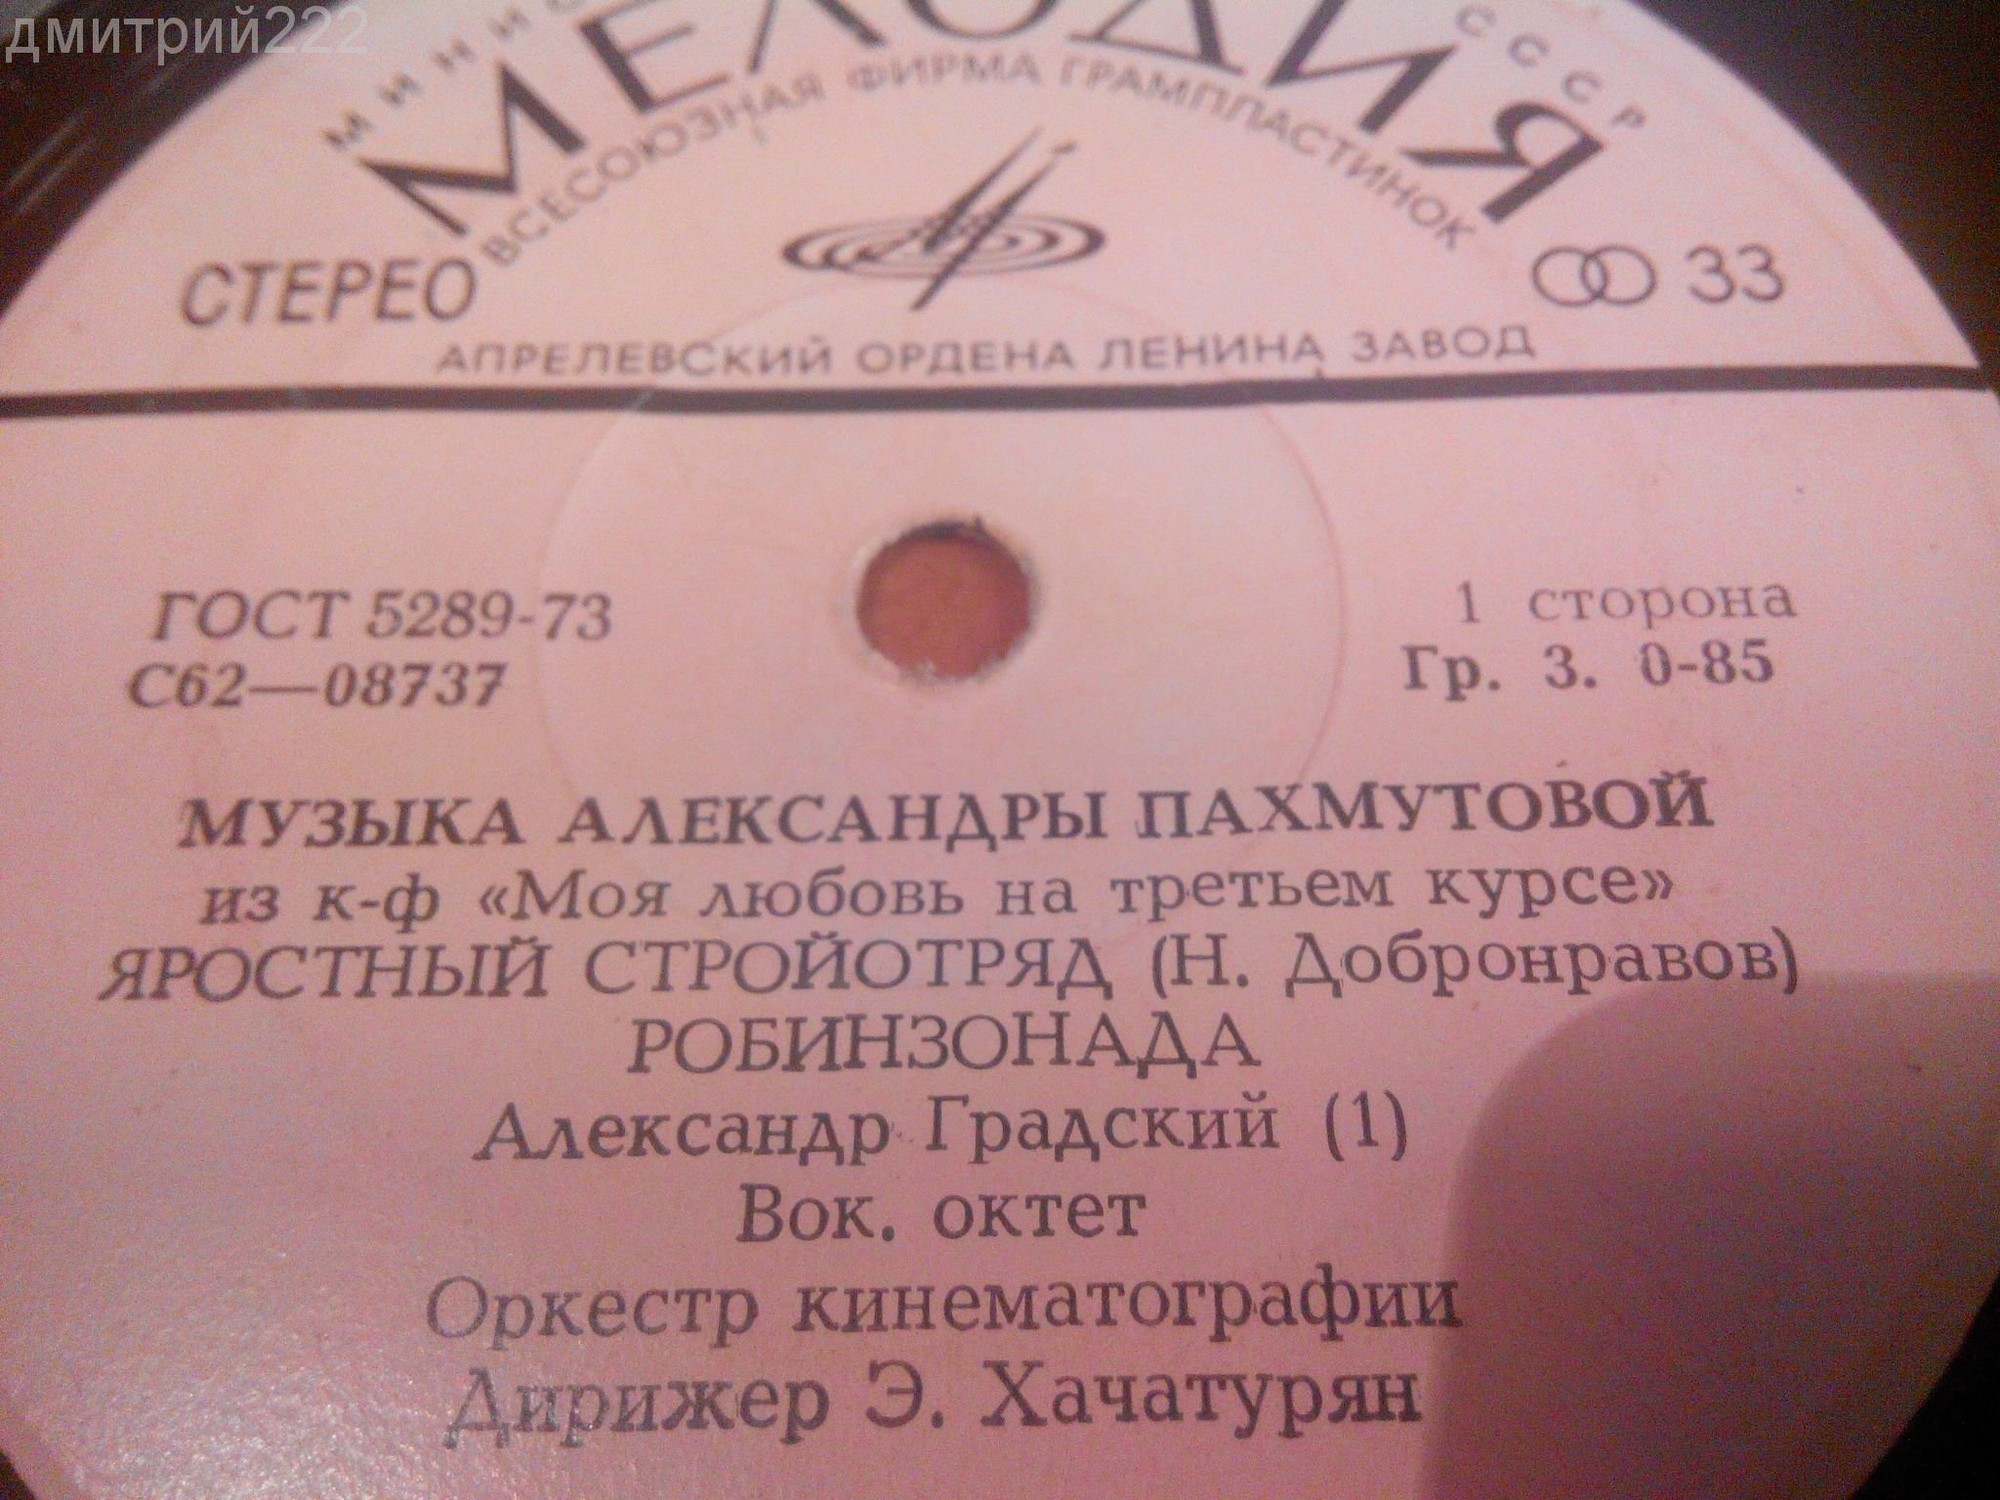 дмитрий222
СССР
МЕЛОДИЯ
ВСЕСОЮЗНАЯ ФИРМА ГРАМПЛАСТИНОК
СТЕРЕО
33
АПРЕЛЕВСКИЙ ОРДЕНА ЛЕНИНА ЗАВОД
ГОСТ 5289-73
1 сторона
С62—08737
Гр. 3. 0-85
МУЗЫКА АЛЕКСАНДРЫ ПАХМУТОВОЙ
из к-ф «Моя любовь на третьем курсе»
ЯРОСТНЫЙ СТРОЙОТРЯД (Н. Добронравов)
РОБИНЗОНАДА
Александр Градский (1)
Вок. октет
Оркестр кинематографии
Дирижер Э. Хачатурян